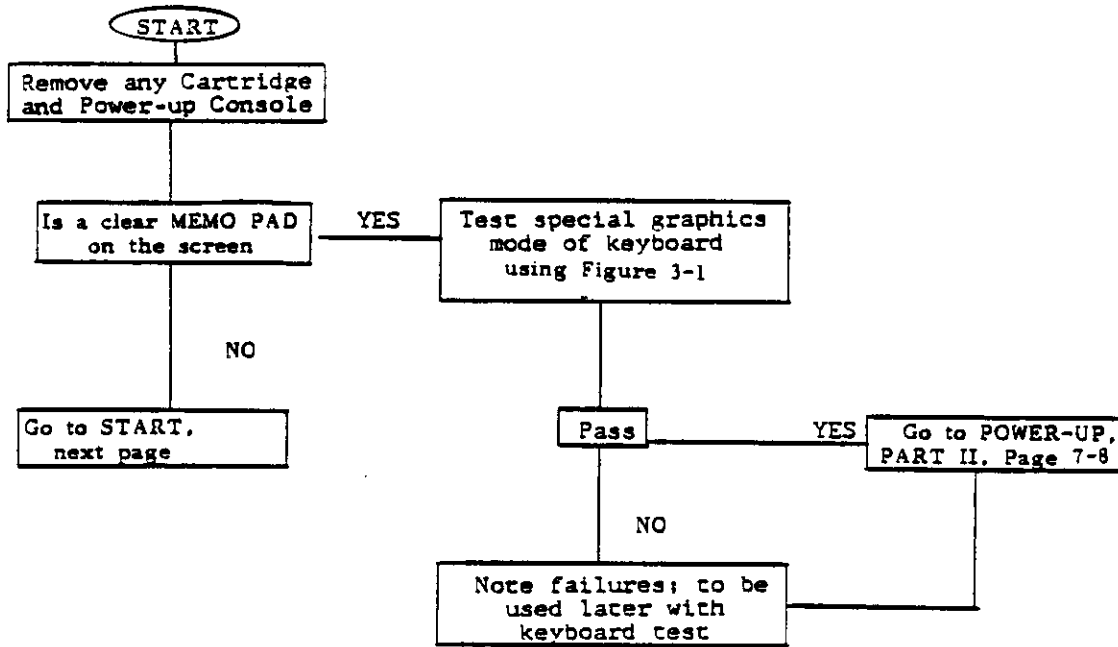 START
Remove any Cartridge
and Power-up Console
Is a clear MEMO PAD
on the screen
YES
Test special graphics
mode of keyboard
using Figure 3-1
NO
Go to START,
next page
Pass
YES
Go to POWER-UP,
PART II, Page 7-8
NO
Note failures; to be
used later with
keyboard test